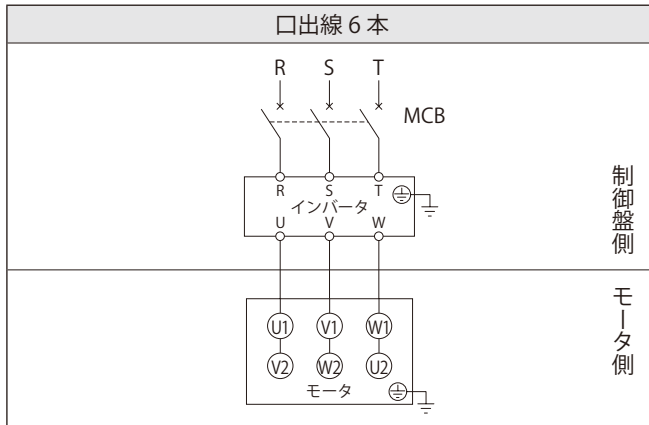 口出線 6 本
R S T
MCB
R S T
インバータ
U V W
制御盤側
U1 V1 W1
V2 W2 U2
モータ
モータ側